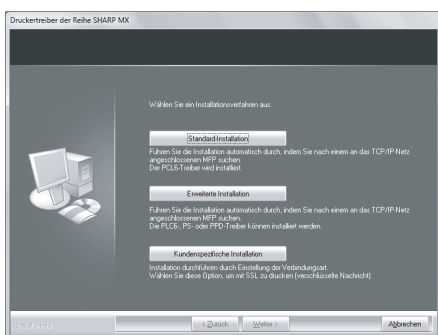 Druckertreiber der Reihe SHARP MX
Wählen Sie ein Installationsverfahren aus.
Standard-Installation
Führen Sie die Installation automatisch durch, indem Sie nach einem an das TCP/IP-Netz
angeschlossenen MFP suchen.
Der PCL6-Treiber wird installiert.
Erweiterte Installation
Führen Sie die Installation automatisch durch, indem Sie nach einem an das TCP/IP-Netz
angeschlossenen MFP suchen.
Die PLC6-, PS- oder PPD-Treiber können installiert werden.
Kundenspezifische Installation
Installation durchführen durch Einstellung der Verbindungsart.
Wählen Sie diese Option, um mit SSL zu drucken (verschlüsselte Nachricht).
InstallShield
< Zurück Weiter > Abbrechen